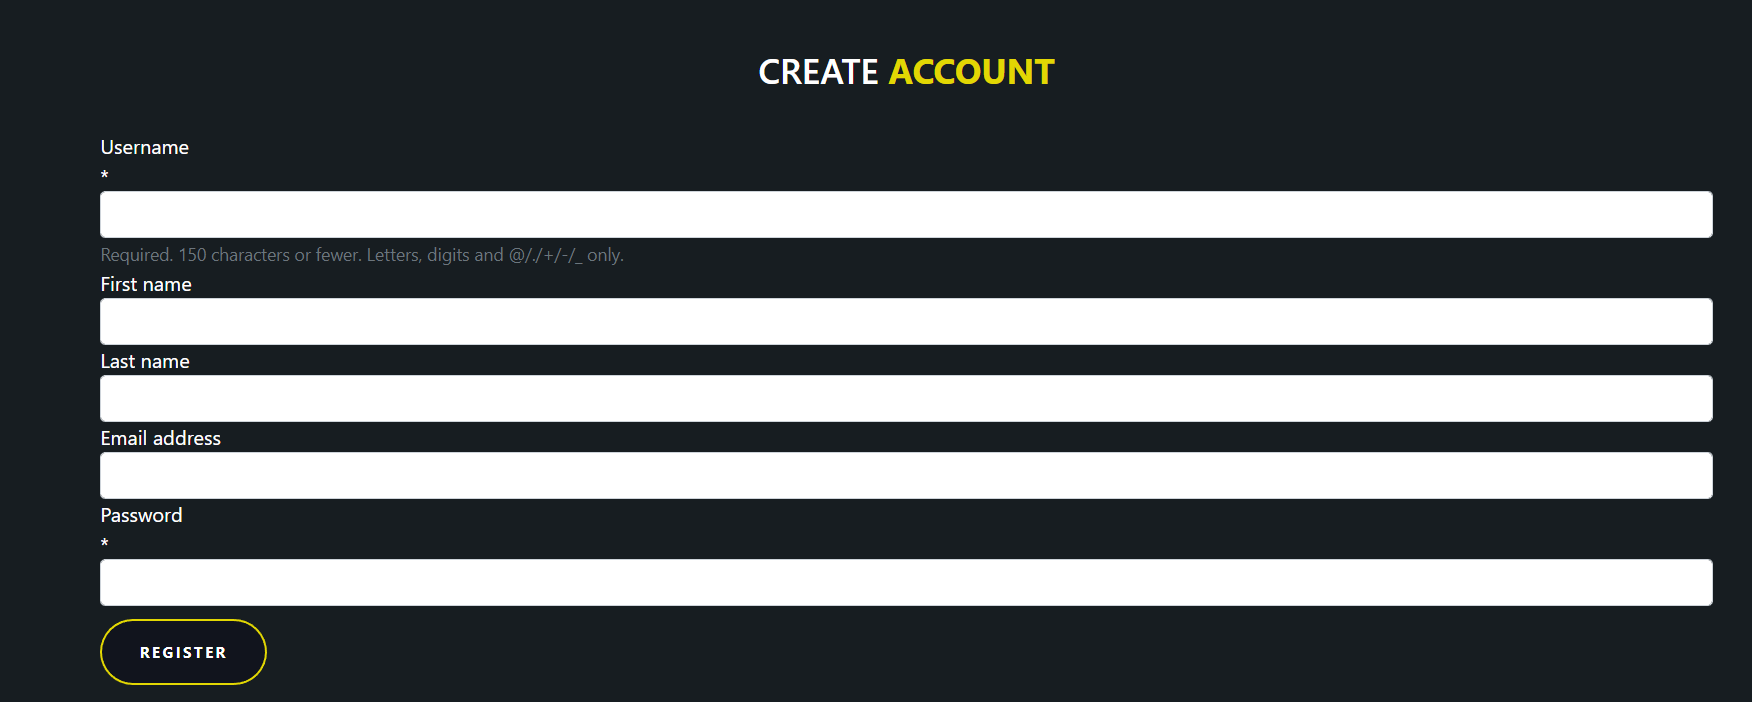 CREATE ACCOUNT
Username
*
Required. 150 characters or fewer. Letters, digits and @/./+/-/_ only.
First name
Last name
Email address
Password
*
REGISTER